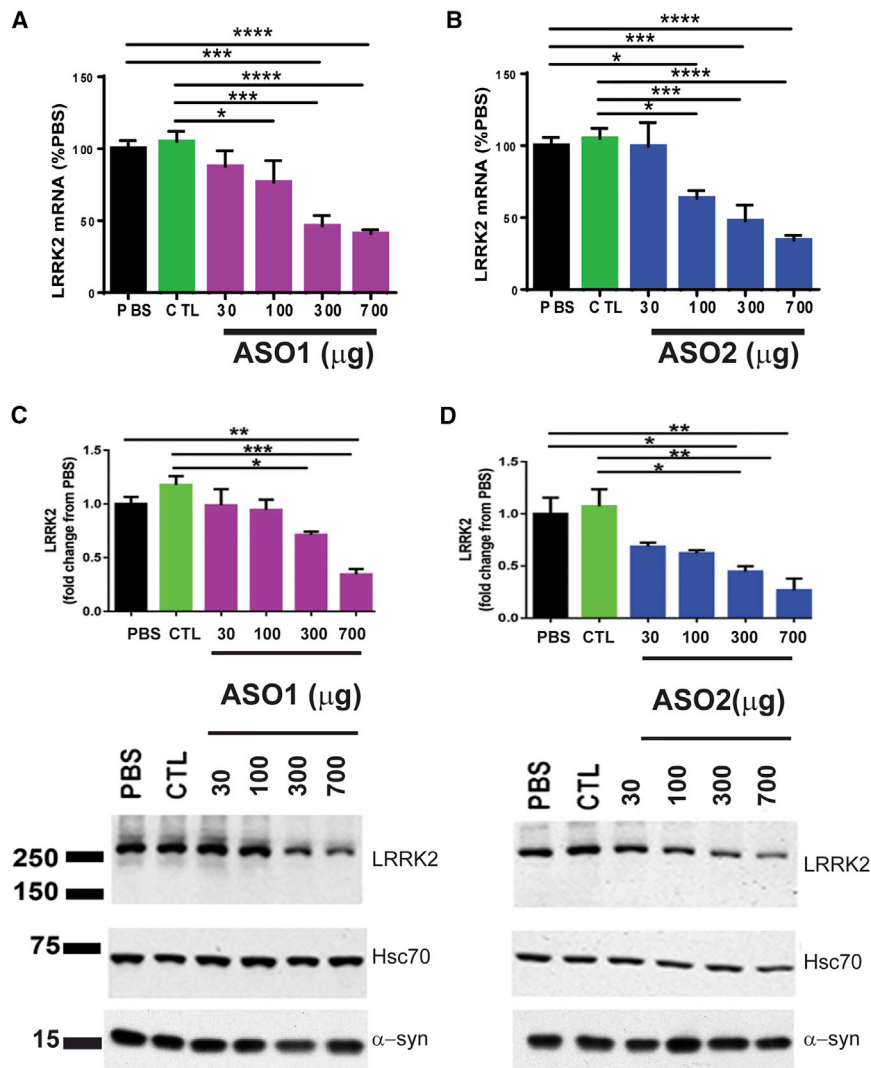 A
****
***
****
***
*
LRRK2 mRNA (%PBS)
150
100
50
0
PBS CTL 30 100 300 700
ASO1 (μg)
B
****
***
*
****
***
*
LRRK2 mRNA (%PBS)
150
100
50
0
PBS CTL 30 100 300 700
ASO2 (μg)
C
**
***
*
LRRK2
(fold change from PBS)
1.5
1.0
0.5
0.0
PBS CTL 30 100 300 700
ASO1 (μg)
D
**
*
**
*
LRRK2
(fold change from PBS)
1.5
1.0
0.5
0.0
PBS CTL 30 100 300 700
ASO2(μg)
PBS CTL 30 100 300 700
250
150
LRRK2
75
Hsc70
15
α-syn
PBS CTL 30 100 300 700
LRRK2
Hsc70
α-syn